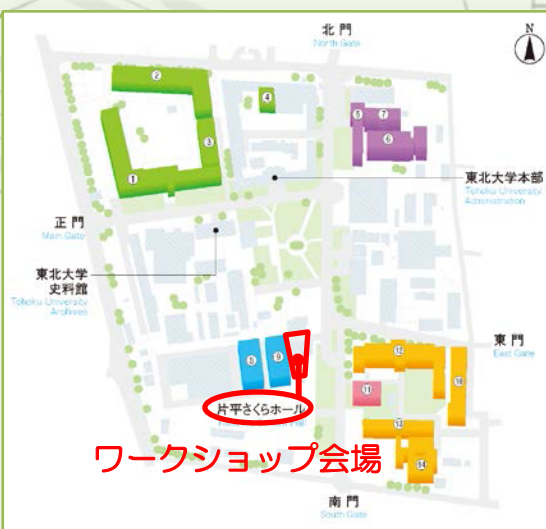 北門
North Gate
N
②
④
⑤
⑦
③
⑥
①
東北大学本部
Tohoku University
Administration
正門
Main Gate
東北大学
史料館
Tohoku University
Archives
東門
East Gate
⑧
⑨
⑫
⑩
⑪
片平さくらホール
⑬
ワークショップ会場
⑭
南門
South Gate